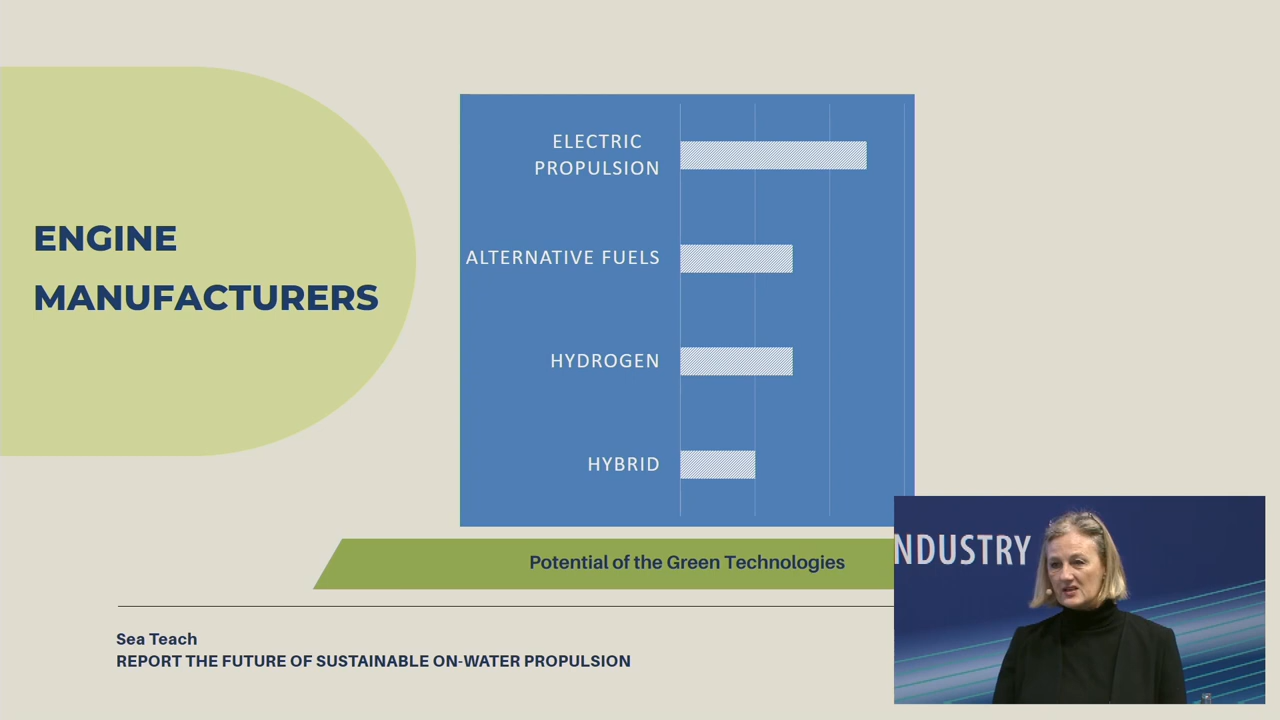 ENGINE
MANUFACTURERS
ELECTRIC
PROPULSION
ALTERNATIVE FUELS
HYDROGEN
HYBRID
Potential of the Green Technologies
Sea Teach
REPORT THE FUTURE OF SUSTAINABLE ON-WATER PROPULSION
NDUSTRY